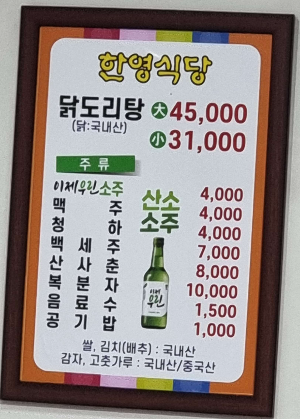 한영식당
닭도리탕 大 45,000
(닭:국내산) 小 31,000
주류
이제우린소주 4,000
맥주 4,000
청하 4,000
백세주 7,000
산사춘 8,000
복분자 10,000
음료수 1,500
공기밥 1,000
산소
소주
이제
우린
쌀, 김치(배추) : 국내산
감자, 고춧가루 : 국내산/중국산